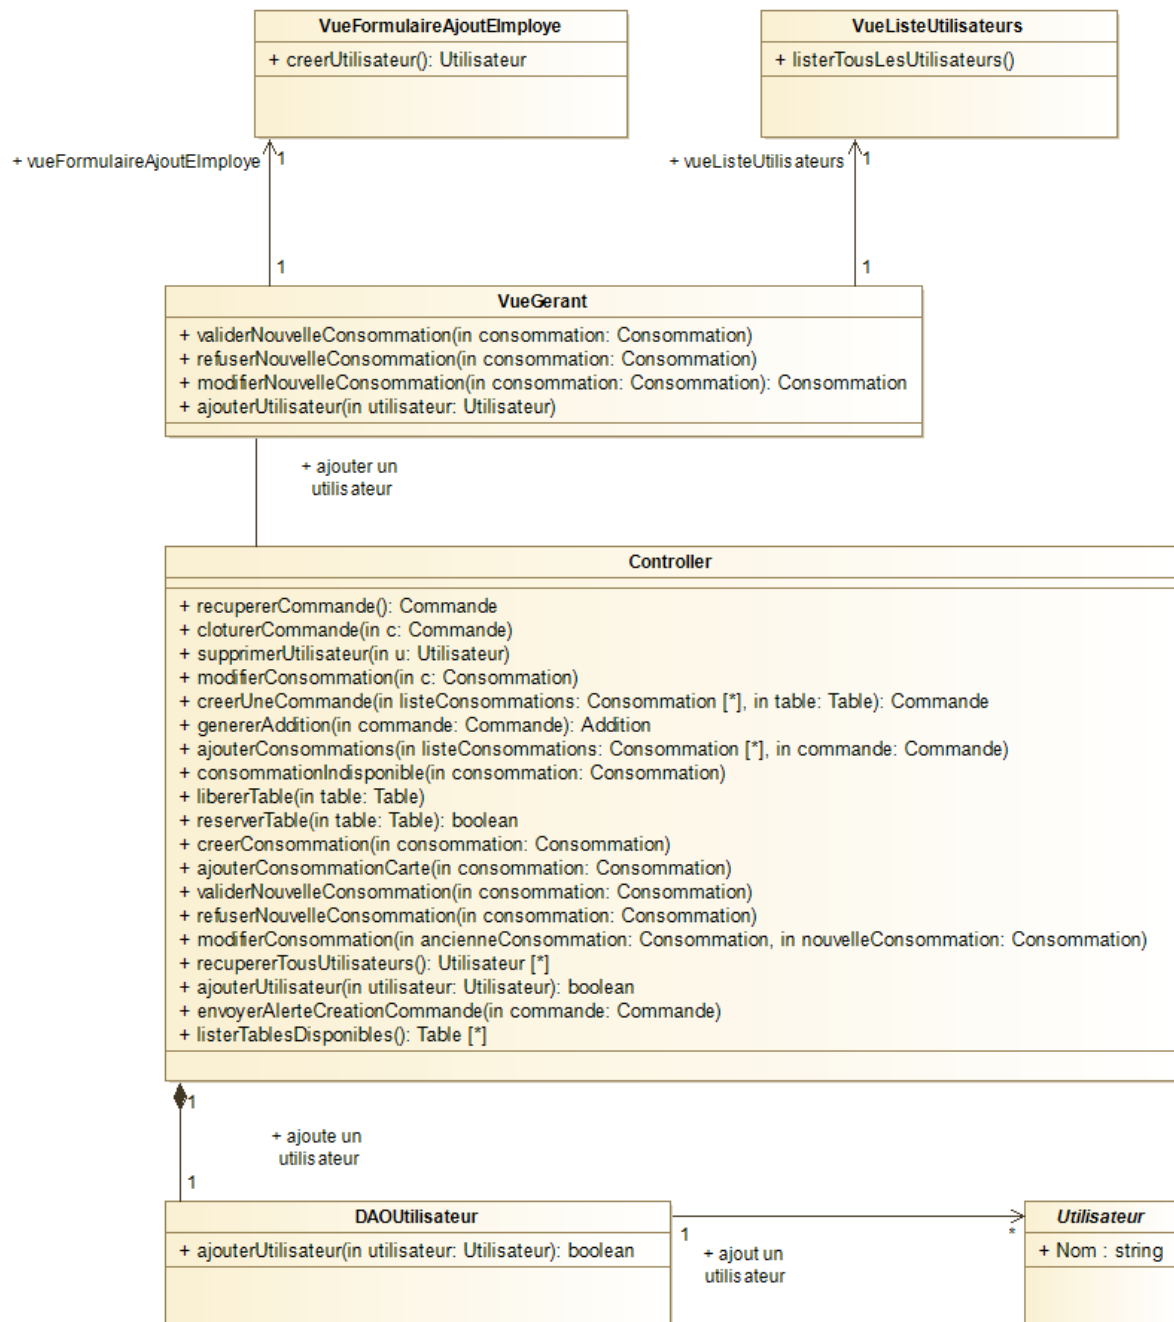 VueFormulaireAjoutEImploye
+ creerUtilisateur(): Utilisateur
VueListeUtilisateurs
+ listerTousLesUtilisateurs()
+ vueFormulaireAjoutEImploye
1
+ vueListeUtilisateurs
1
1
1
VueGerant
+ validerNouvelleConsommation(in consommation: Consommation)
+ refuserNouvelleConsommation(in consommation: Consommation)
+ modifierNouvelleConsommation(in consommation: Consommation): Consommation
+ ajouterUtilisateur(in utilisateur: Utilisateur)
+ ajouter un
utilisateur
Controller
+ recupererCommande(): Commande
+ cloturerCommande(in c: Commande)
+ supprimerUtilisateur(in u: Utilisateur)
+ modifierConsommation(in c: Consommation)
+ creerUneCommande(in listeConsommations: Consommation [*], in table: Table): Commande
+ genererAddition(in commande: Commande): Addition
+ ajouterConsommations(in listeConsommations: Consommation [*], in commande: Commande)
+ consommationIndisponible(in consommation: Consommation)
+ libererTable(in table: Table)
+ reserverTable(in table: Table): boolean
+ creerConsommation(in consommation: Consommation)
+ ajouterConsommationCarte(in consommation: Consommation)
+ validerNouvelleConsommation(in consommation: Consommation)
+ refuserNouvelleConsommation(in consommation: Consommation)
+ modifierConsommation(in ancienneConsommation: Consommation, in nouvelleConsommation: Consommation)
+ recupererTousUtilisateurs(): Utilisateur [*]
+ ajouterUtilisateur(in utilisateur: Utilisateur): boolean
+ envoyerAlerteCreationCommande(in commande: Commande)
+ listerTablesDisponibles(): Table [*]
1
+ ajoute un
utilisateur
1
DAOUtilisateur
+ ajouterUtilisateur(in utilisateur: Utilisateur): boolean
1
+ ajout un
utilisateur
*
Utilisateur
+ Nom : string